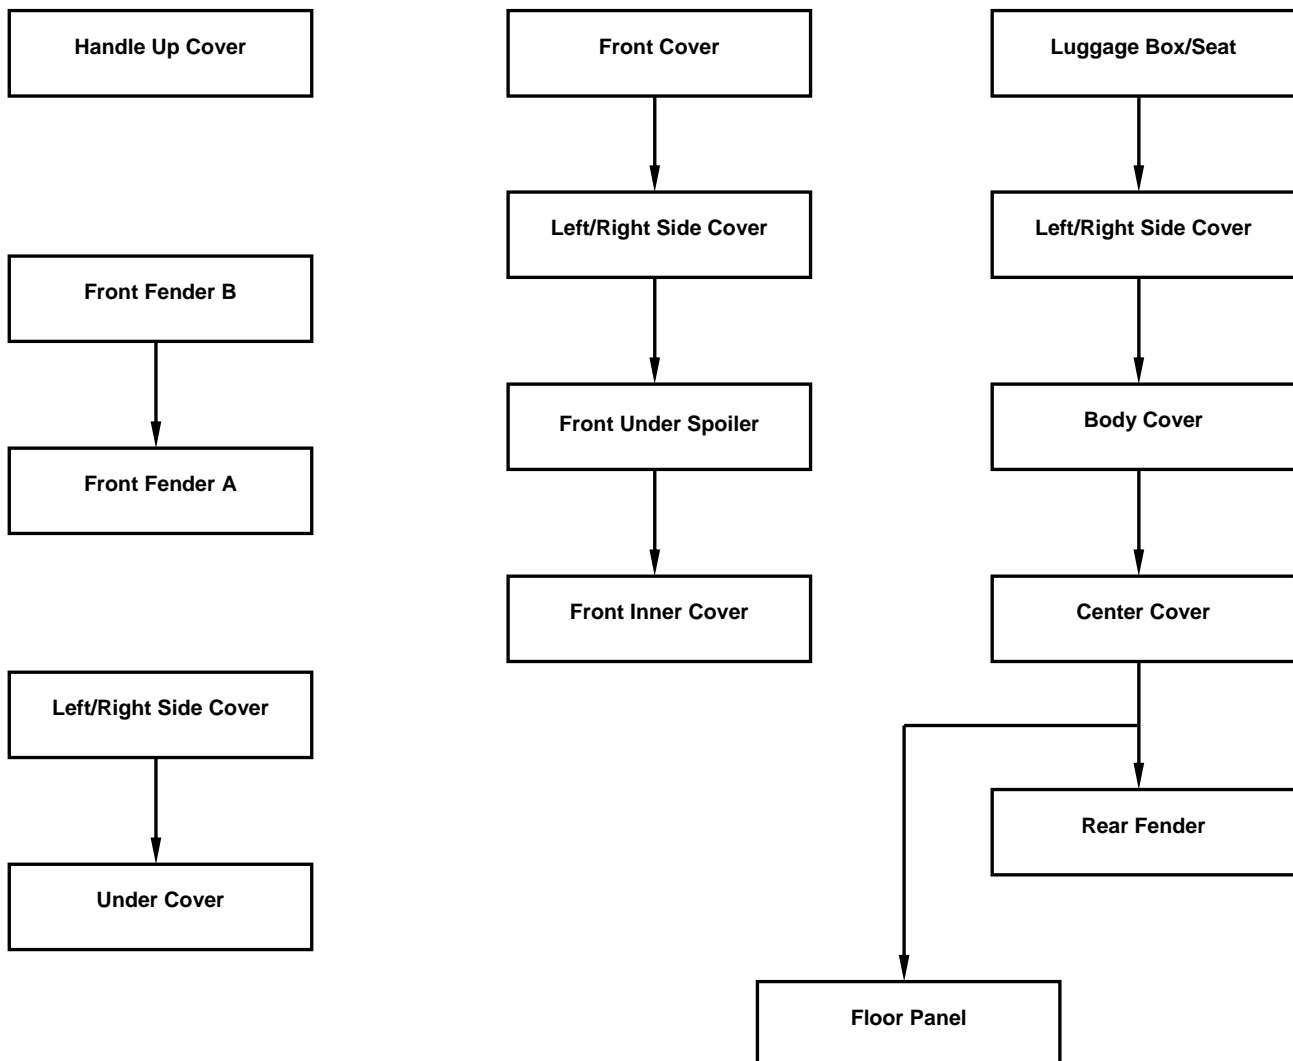 Handle Up Cover
Front Cover
Luggage Box/Seat
Left/Right Side Cover
Left/Right Side Cover
Front Fender B
Front Under Spoiler
Body Cover
Front Fender A
Front Inner Cover
Center Cover
Left/Right Side Cover
Rear Fender
Under Cover
Floor Panel